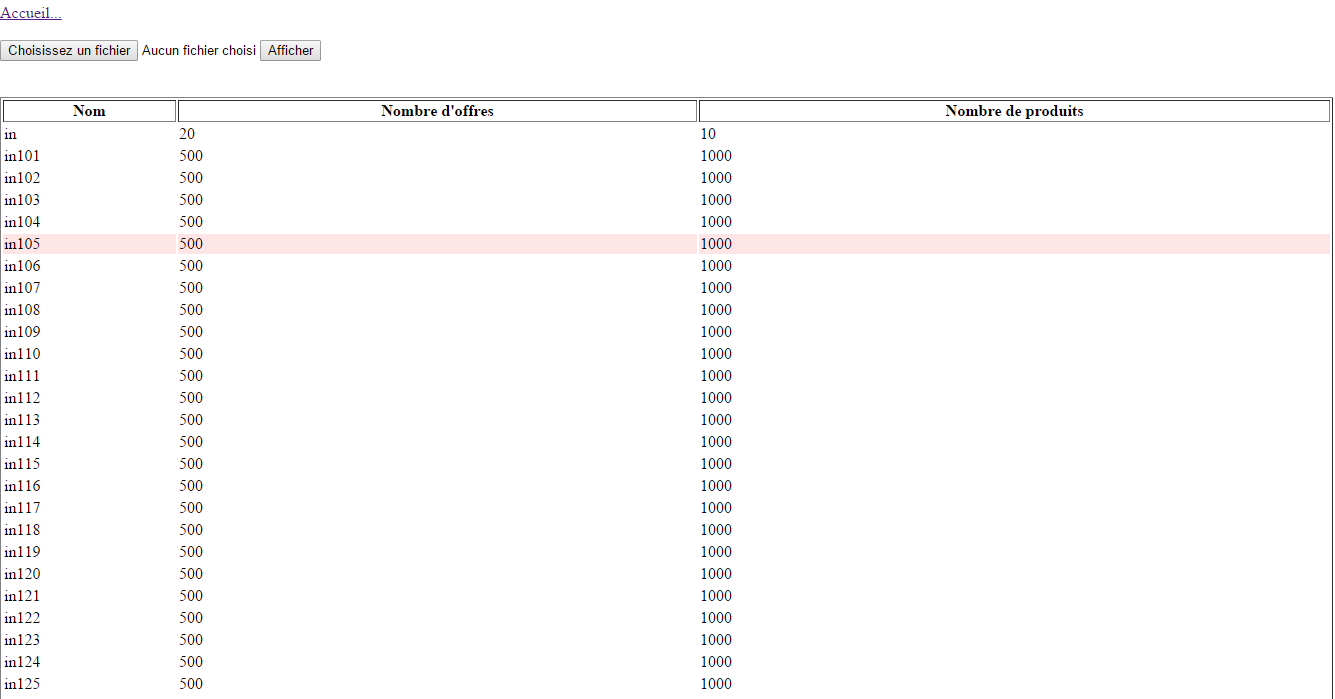 Accueil...
Choisissez un fichier Aucun fichier choisi Afficher
Nom Nombre d'offres Nombre de produits
in 20 10
in101 500 1000
in102 500 1000
in103 500 1000
in104 500 1000
in105 500 1000
in106 500 1000
in107 500 1000
in108 500 1000
in109 500 1000
in110 500 1000
in111 500 1000
in112 500 1000
in113 500 1000
in114 500 1000
in115 500 1000
in116 500 1000
in117 500 1000
in118 500 1000
in119 500 1000
in120 500 1000
in121 500 1000
in122 500 1000
in123 500 1000
in124 500 1000
in125 500 1000